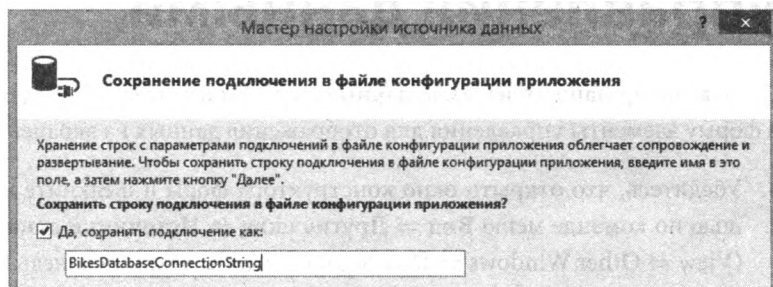 Мастер настройки источника данных
?
×
Сохранение подключения в файле конфигурации приложения
Хранение строк с параметрами подключений в файле конфигурации приложения облегчает сопровождение и
развертывание. Чтобы сохранить строку подключения в файле конфигурации приложения, введите имя в это
поле, а затем нажмите кнопку "Далее".
Сохранить строку подключения в файле конфигурации приложения?
Да, сохранить подключение как:
BikesDatabaseConnectionString